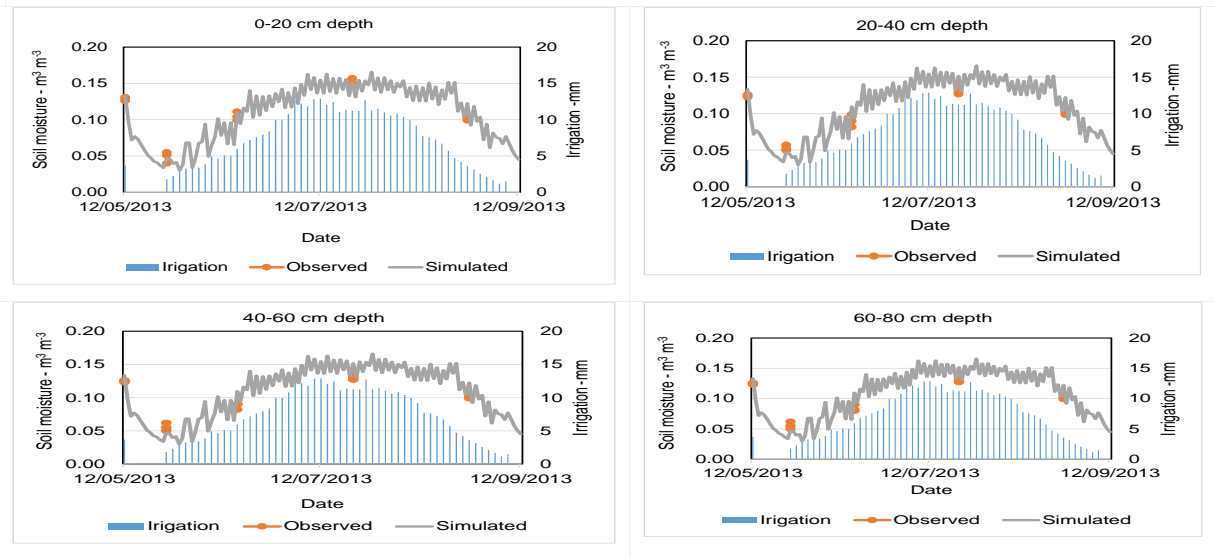 0-20 cm depth
Soil moisture - m³ m⁻³
0.20
0.15
0.10
0.05
0.00
20
15
10
5
0
Irrigation -mm
12/05/2013 12/07/2013 12/09/2013
Date
Irigation Observed Simulated
20-40 cm depth
Soil moisture - m³ m⁻³
0.20
0.15
0.10
0.05
0.00
20
15
10
5
0
Irrigation -mm
12/05/2013 12/07/2013 12/09/2013
Date
Irigation Observed Simulated
40-60 cm depth
Soil moisture - m³ m⁻³
0.20
0.15
0.10
0.05
0.00
20
15
10
5
0
Irrigation -mm
12/05/2013 12/07/2013 12/09/2013
Date
Irigation Observed Simulated
60-80 cm depth
Soil moisture - m³ m⁻³
0.20
0.15
0.10
0.05
0.00
20
15
10
5
0
Irrigation -mm
12/05/2013 12/07/2013 12/09/2013
Date
Irigation Observed Simulated